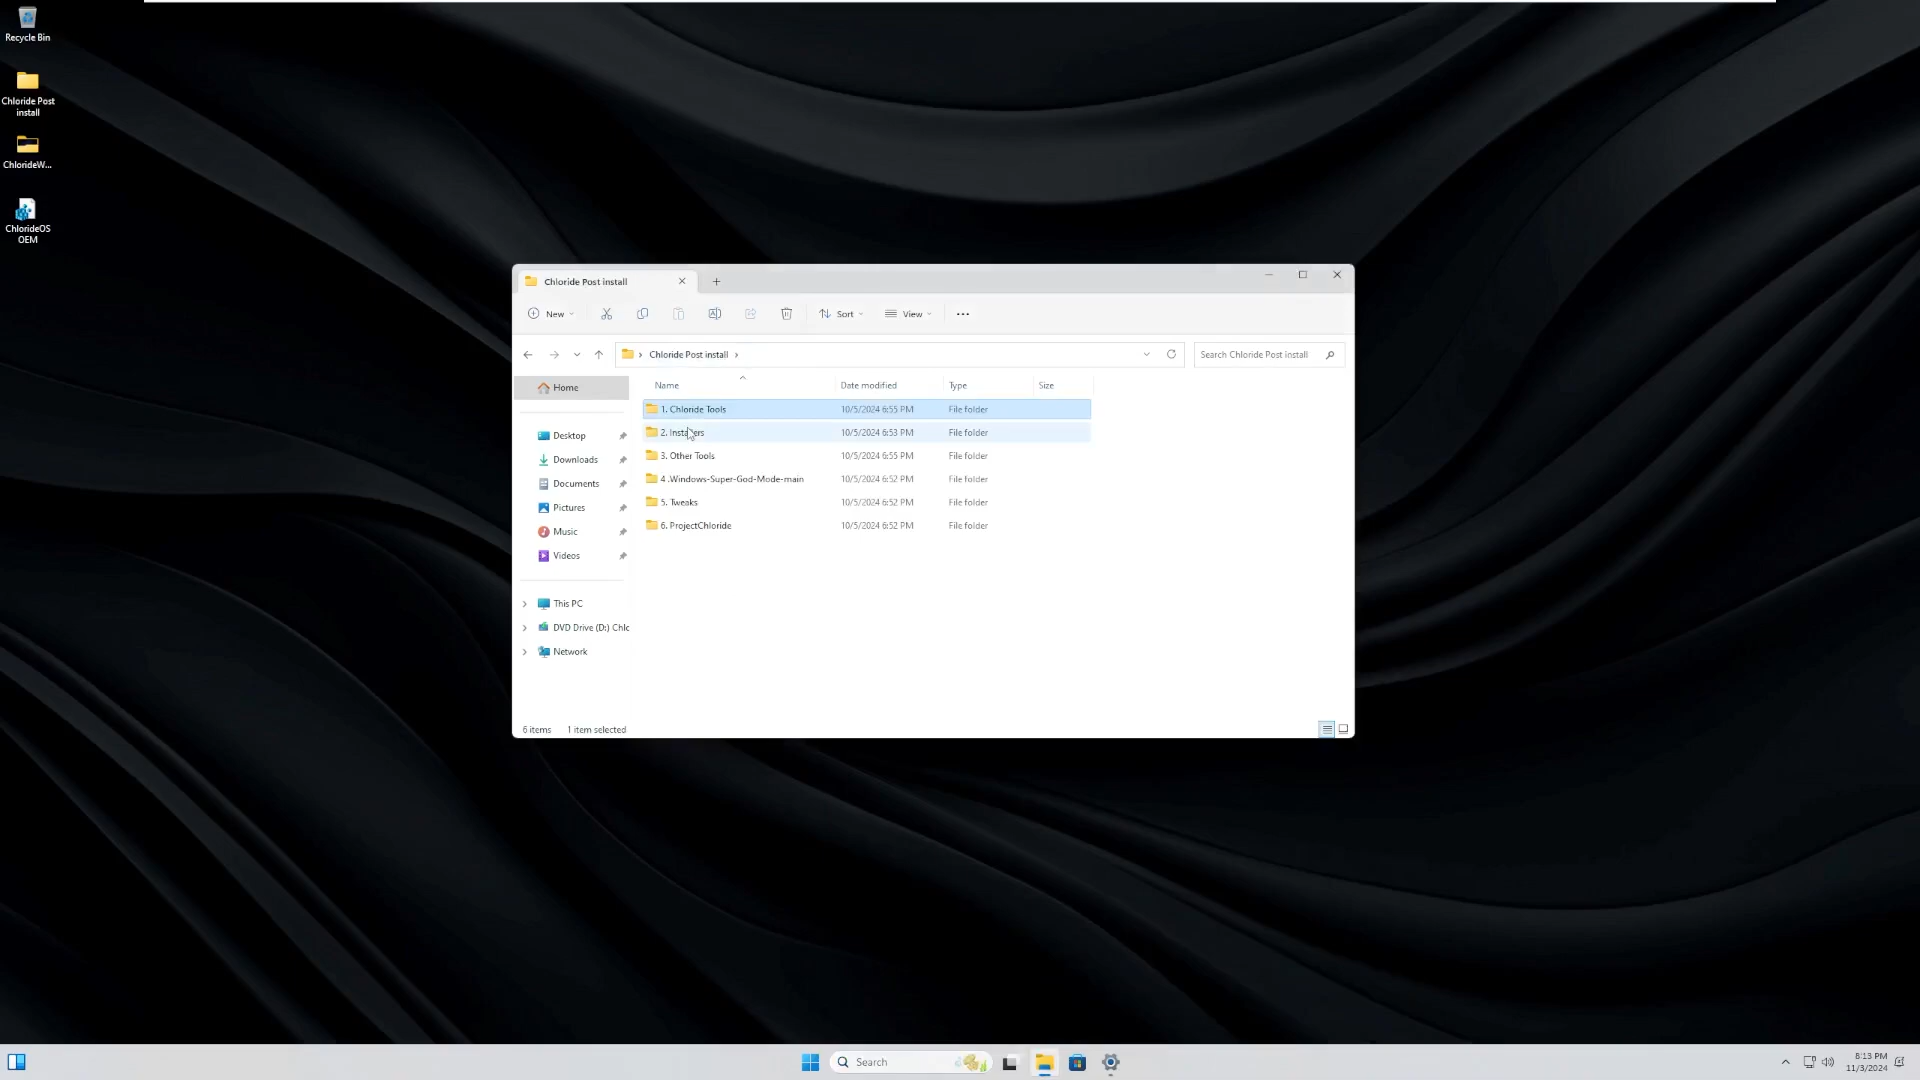 Recycle Bin
Chloride Post
install
ChlorideW...
ChlorideOS
OEM
Chloride Post install
New
Sort
View
Chloride Post install
Search Chloride Post install
Name
Date modified
Type
Size
Home
Desktop
Downloads
Documents
Pictures
Music
Videos
This PC
DVD Drive (D:) Chlc
Network
1. Chloride Tools 10/5/2024 6:55 PM File folder
2. Installers 10/5/2024 6:53 PM File folder
3. Other Tools 10/5/2024 6:55 PM File folder
4 .Windows-Super-God-Mode-main 10/5/2024 6:52 PM File folder
5. Tweaks 10/5/2024 6:52 PM File folder
6. ProjectChloride 10/5/2024 6:52 PM File folder
6 items 1 item selected
Search
8:13 PM
11/3/2024